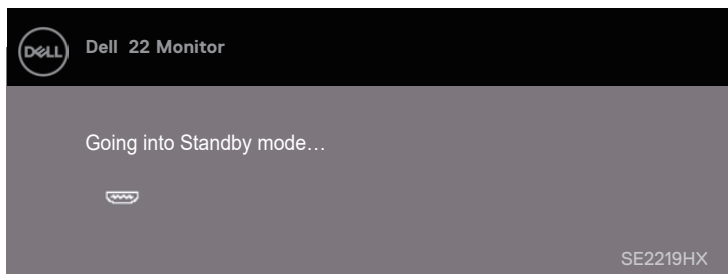 DELL
Dell 22 Monitor
Going into Standby mode…
SE2219HX